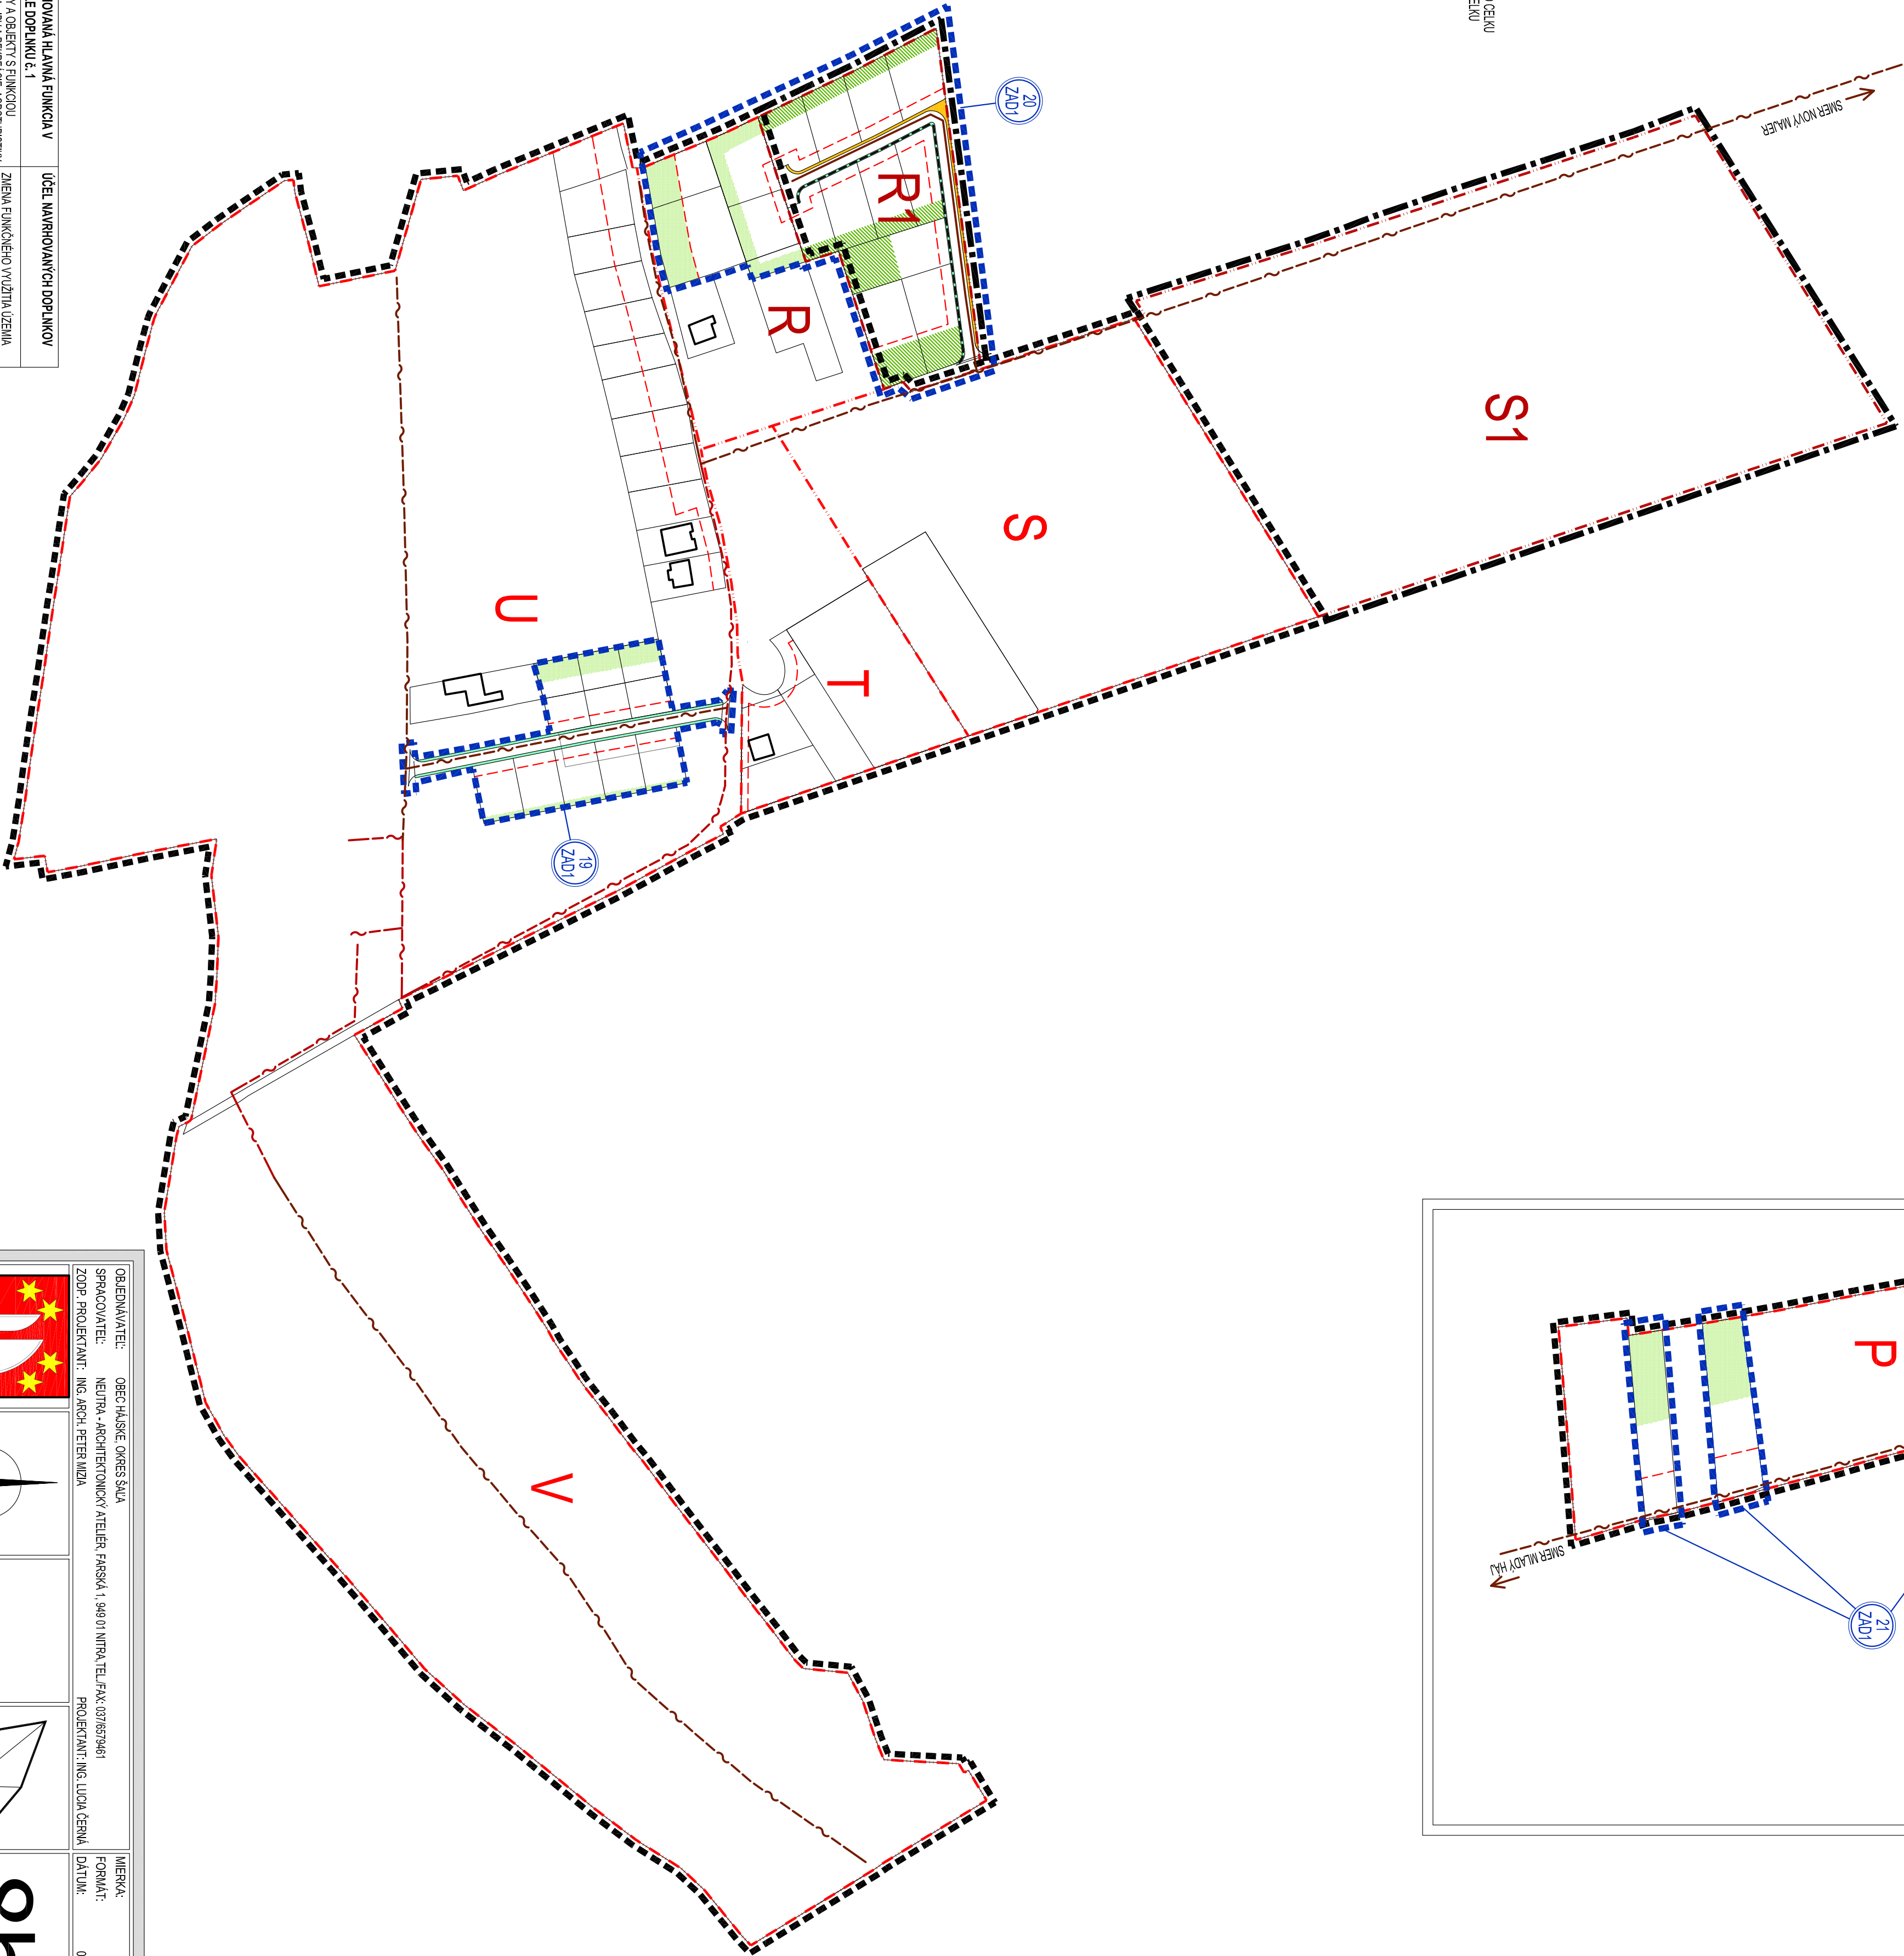 O CELKU
ELKU
SMER NOVÝ MAJER
20
ZAD1
R1
R
S1
S
T
U
19
ZAD1
V
P
SMER MLADÝ HÁJ
21
ZAD1
HLAVNÁ FUNKCIA V
DOPLNKU č. 1
Y A OBJEKTY S FUNKCIOU
ÚČEL NAVRHOVANÝCH DOPLNKOV
ZMENA FUNKČNÉHO VYUŽITIA ÚZEMIA
OBJEDNÁVATEĽ: OBEC HÁJSKE, OKRES ŠAĽA
SPRACOVATEĽ: NEUTRA - ARCHITEKTONICKÝ ATELIÉR, FARSKÁ 1, 949 01 NITRA,TEL./FAX: 037/6579461
ZODP. PROJEKTANT: ING. ARCH. PETER MIZIA PROJEKTANT: ING. LUCIA ČERNÁ
MIERKA:
FORMÁT:
DÁTUM: 0